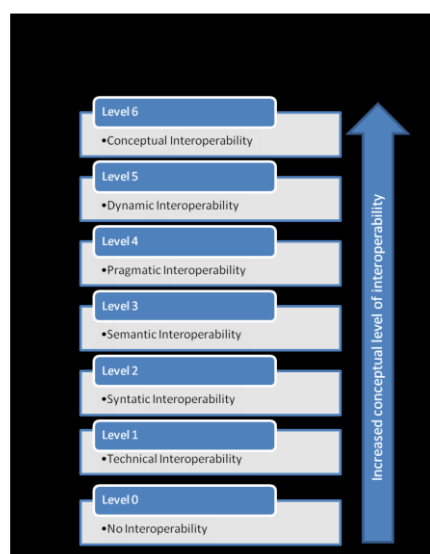 Level 6
•Conceptual Interoperability
Level 5
•Dynamic Interoperability
Level 4
•Pragmatic Interoperability
Level 3
•Semantic Interoperability
Level 2
•Syntatic Interoperability
Level 1
•Technical Interoperability
Level 0
•No Interoperability
Increased conceptual level of interoperability